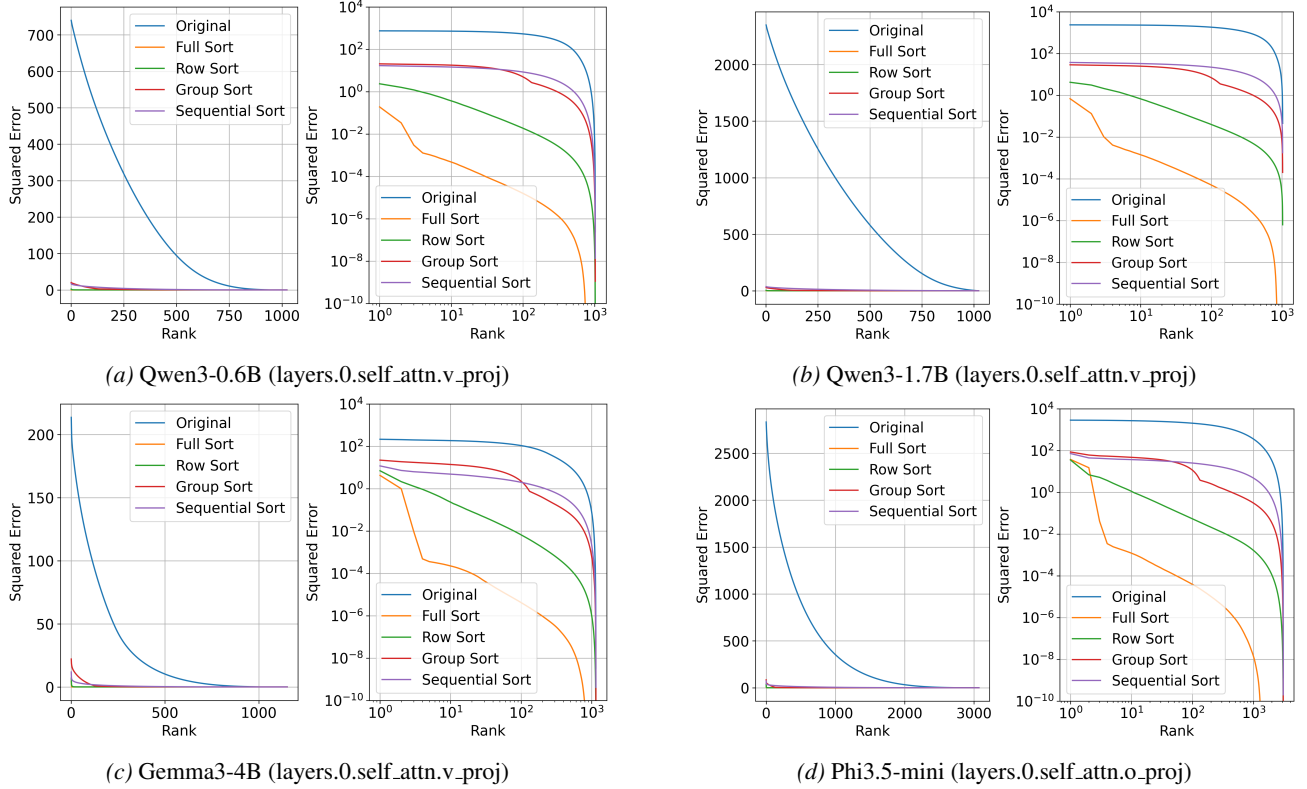 700
600
500
400
300
200
100
0
0 250 500 750 1000
Rank
Squared Error
Original
Full Sort
Row Sort
Group Sort
Sequential Sort
10^4
10^2
10^0
10^−2
10^−4
10^−6
10^−8
10^−10
10^0 10^1 10^2 10^3
Rank
Squared Error
Original
Full Sort
Row Sort
Group Sort
Sequential Sort
(a) Qwen3-0.6B (layers.0.self_attn.v_proj)
2000
1500
1000
500
0
0 250 500 750 1000
Rank
Squared Error
Original
Full Sort
Row Sort
Group Sort
Sequential Sort
10^6
10^4
10^2
10^0
10^−2
10^−4
10^−6
10^−8
10^−10
10^0 10^1 10^2 10^3
Rank
Squared Error
Original
Full Sort
Row Sort
Group Sort
Sequential Sort
(b) Qwen3-1.7B (layers.0.self_attn.v_proj)
200
150
100
50
0
0 500 1000
Rank
Squared Error
Original
Full Sort
Row Sort
Group Sort
Sequential Sort
10^4
10^2
10^0
10^−2
10^−4
10^−6
10^−8
10^−10
10^0 10^1 10^2 10^3
Rank
Squared Error
Original
Full Sort
Row Sort
Group Sort
Sequential Sort
(c) Gemma3-4B (layers.0.self_attn.v_proj)
2500
2000
1500
1000
500
0
0 1000 2000 3000
Rank
Squared Error
Original
Full Sort
Row Sort
Group Sort
Sequential Sort
10^4
10^2
10^0
10^−2
10^−4
10^−6
10^−8
10^−10
10^0 10^1 10^2 10^3
Rank
Squared Error
Original
Full Sort
Row Sort
Group Sort
Sequential Sort
(d) Phi3.5-mini (layers.0.self_attn.o_proj)